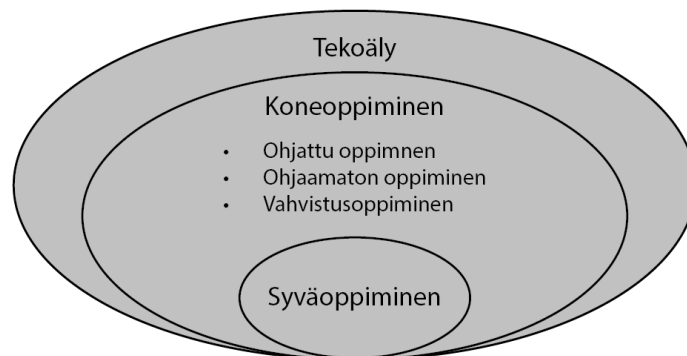 Tekoäly
Koneoppiminen
• Ohjattu oppimnen
• Ohjaamaton oppiminen
• Vahvistusoppiminen
Syväoppiminen